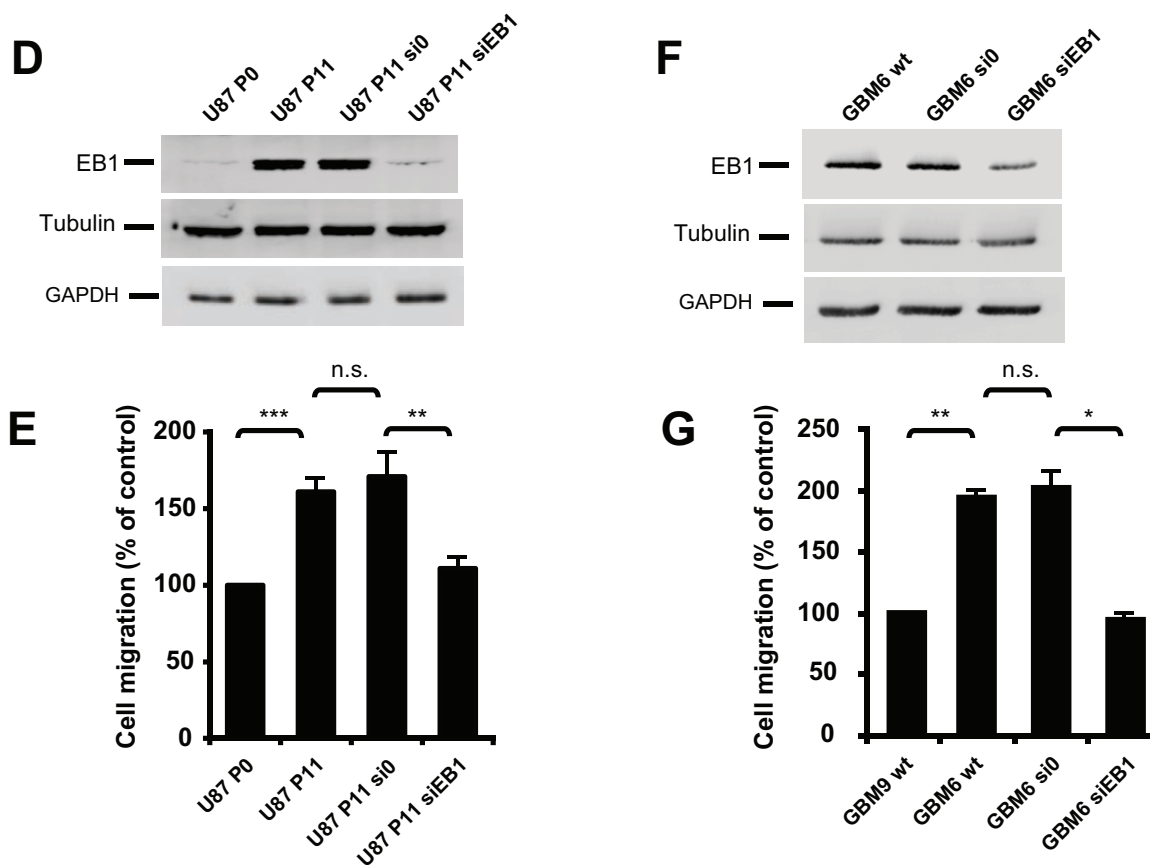 D
U87 P0
U87 P11
U87 P11 si0
U87 P11 siEB1
EB1
Tubulin
GAPDH
E
Cell migration (% of control)
200
150
100
50
0
***
n.s.
**
U87 P0
U87 P11
U87 P11 si0
U87 P11 siEB1
F
GBM6 wt
GBM6 si0
GBM6 siEB1
EB1
Tubulin
GAPDH
G
Cell migration (% of control)
250
200
150
100
50
0
**
n.s.
*
GBM9 wt
GBM6 wt
GBM6 si0
GBM6 siEB1